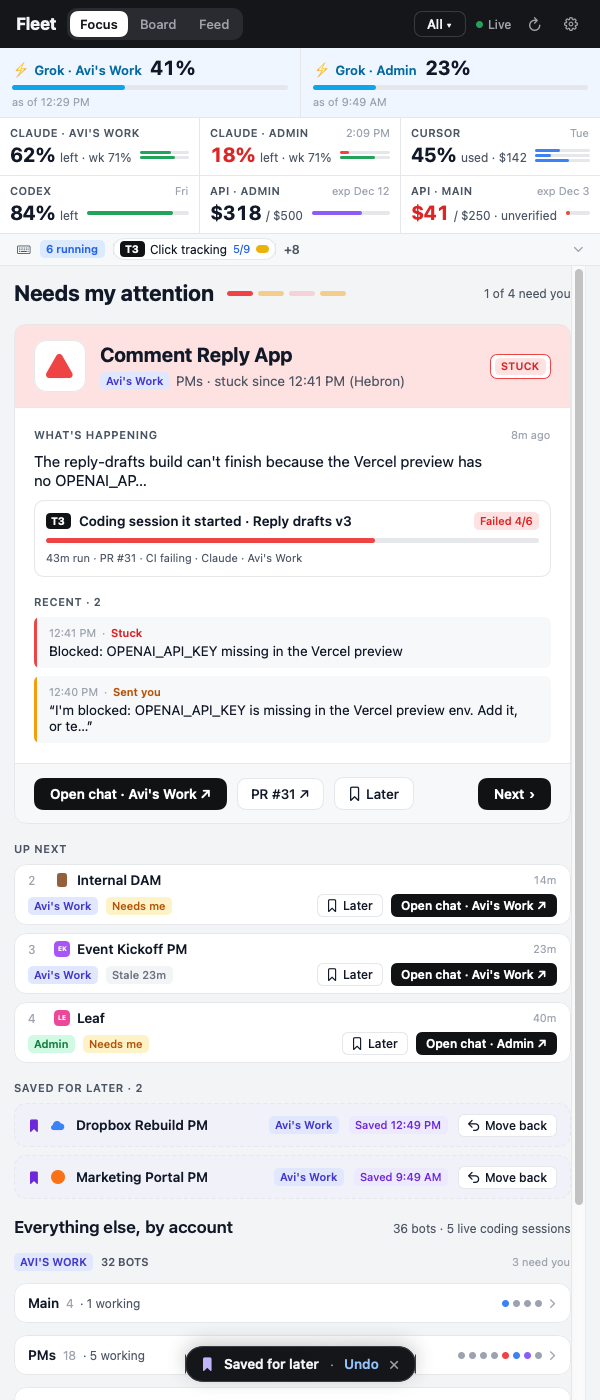 Fleet Focus Board Feed All ▾ Live
⚡ Grok · Avi's Work 41%
as of 12:29 PM
⚡ Grok · Admin 23%
as of 9:49 AM
CLAUDE · AVI'S WORK
62% left · wk 71%
CLAUDE · ADMIN 2:09 PM
18% left · wk 71%
CURSOR Tue
45% used · $142
CODEX Fri
84% left
API · ADMIN exp Dec 12
$318 / $500
API · MAIN exp Dec 3
$41 / $250 · unverified
6 running T3 Click tracking 5/9 +8
Needs my attention 1 of 4 need you
Comment Reply App
Avi's Work PMs · stuck since 12:41 PM (Hebron)
STUCK
WHAT'S HAPPENING 8m ago
The reply-drafts build can't finish because the Vercel preview has
no OPENAI_AP...
T3 Coding session it started · Reply drafts v3 Failed 4/6
43m run · PR #31 · CI failing · Claude · Avi's Work
RECENT · 2
12:41 PM · Stuck
Blocked: OPENAI_API_KEY missing in the Vercel preview
12:40 PM · Sent you
“I'm blocked: OPENAI_API_KEY is missing in the Vercel preview env. Add it,
or te…”
Open chat · Avi's Work ↗ PR #31 ↗ Later Next ›
UP NEXT
2 Internal DAM 14m
Avi's Work Needs me Later Open chat · Avi's Work ↗
3 EK Event Kickoff PM 23m
Avi's Work Stale 23m Later Open chat · Avi's Work ↗
4 LE Leaf 40m
Admin Needs me Later Open chat · Admin ↗
SAVED FOR LATER · 2
Dropbox Rebuild PM Avi's Work Saved 12:49 PM Move back
Marketing Portal PM Avi's Work Saved 9:49 AM Move back
Everything else, by account 36 bots · 5 live coding sessions
AVI'S WORK 32 BOTS 3 need you
Main 4 · 1 working
PMs 18 · 5 working
Saved for later · Undo ×